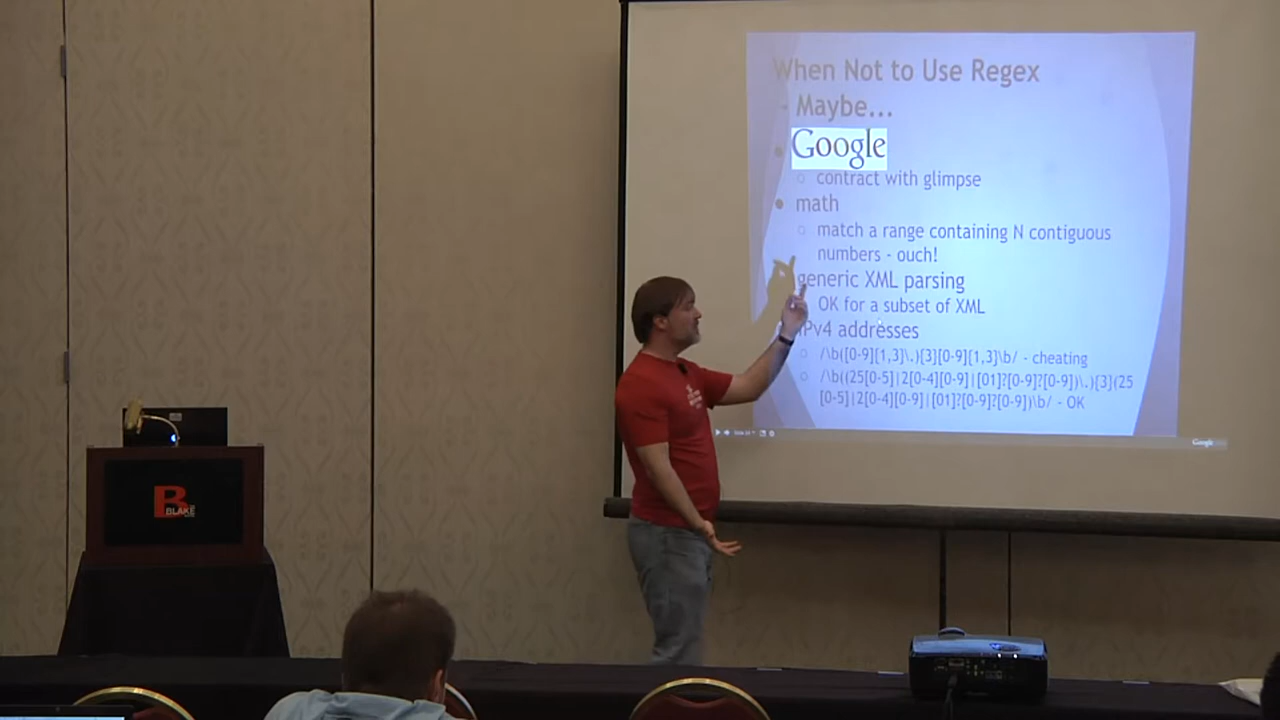 When Not to Use Regex
- Maybe...
Google
contract with glimpse
math
match a range containing N contiguous
numbers - ouch!
generic XML parsing
OK for a subset of XML
IPv4 addresses
/\b([0-9]{1,3}\.){3}[0-9]{1,3}\b/ - cheating
/\b((25[0-5]|2[0-4][0-9]|[01]?[0-9]?[0-9])\.){3}(25
[0-5]|2[0-4][0-9]|[01]?[0-9]?[0-9])\b/ - OK
Google
B
BLAKE